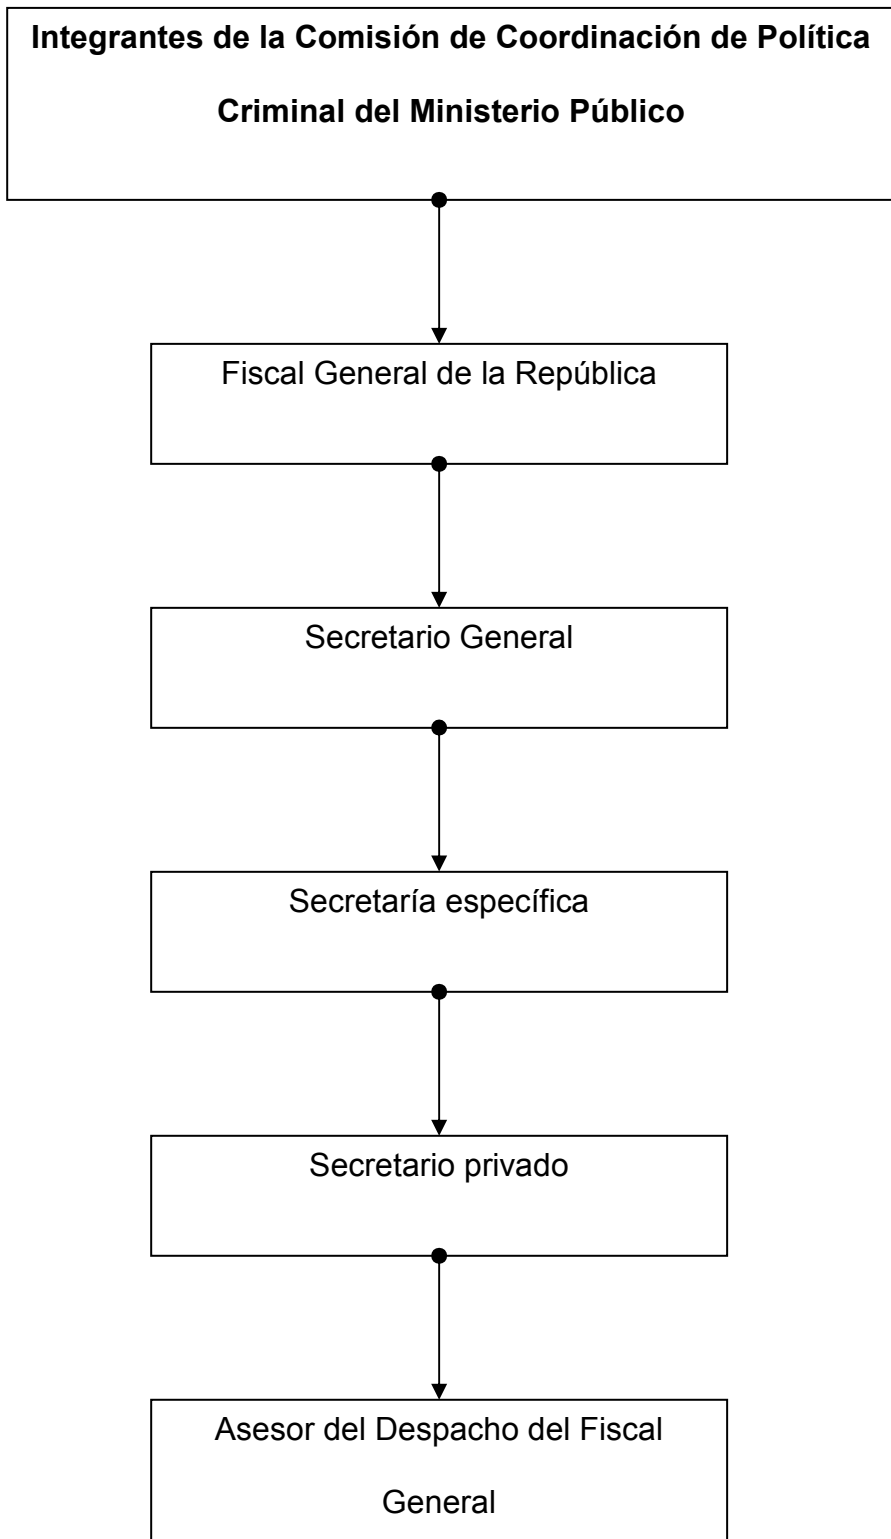 Integrantes de la Comisión de Coordinación de Política
Criminal del Ministerio Público
Fiscal General de la República
Secretario General
Secretaría específica
Secretario privado
Asesor del Despacho del Fiscal
General